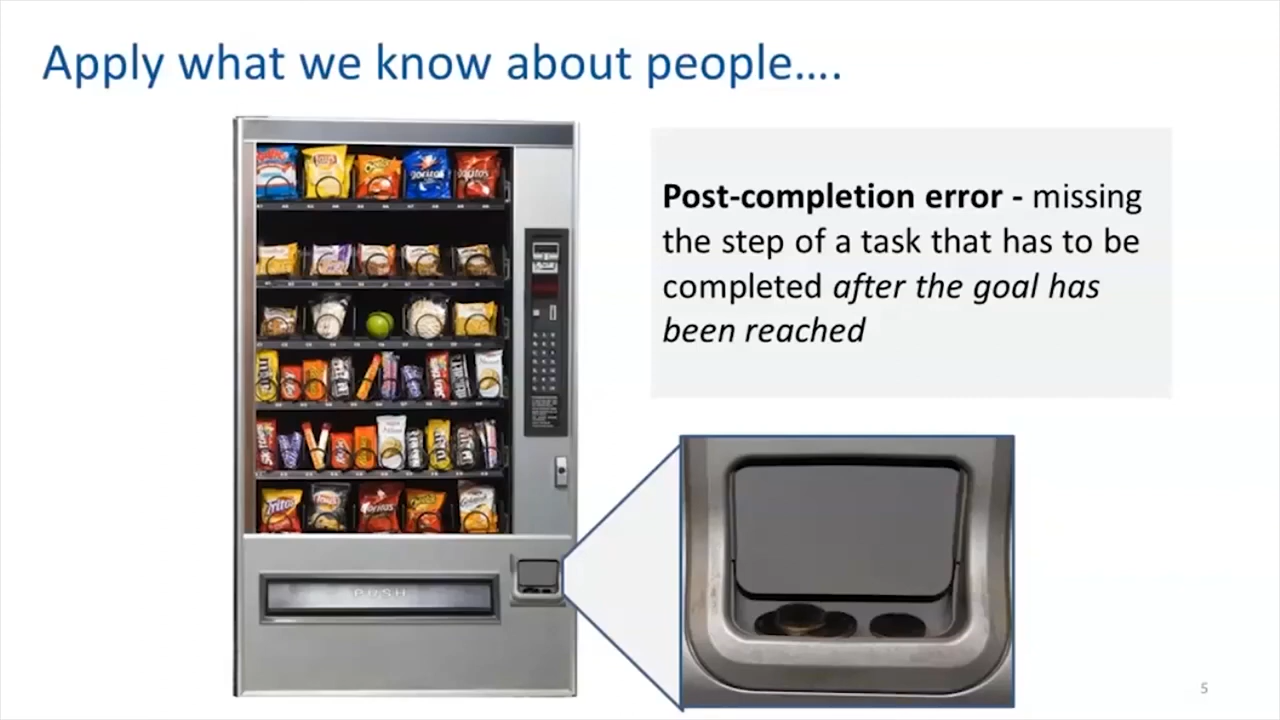 Apply what we know about people....
Post-completion error - missing
the step of a task that has to be
completed after the goal has
been reached
PUSH
5